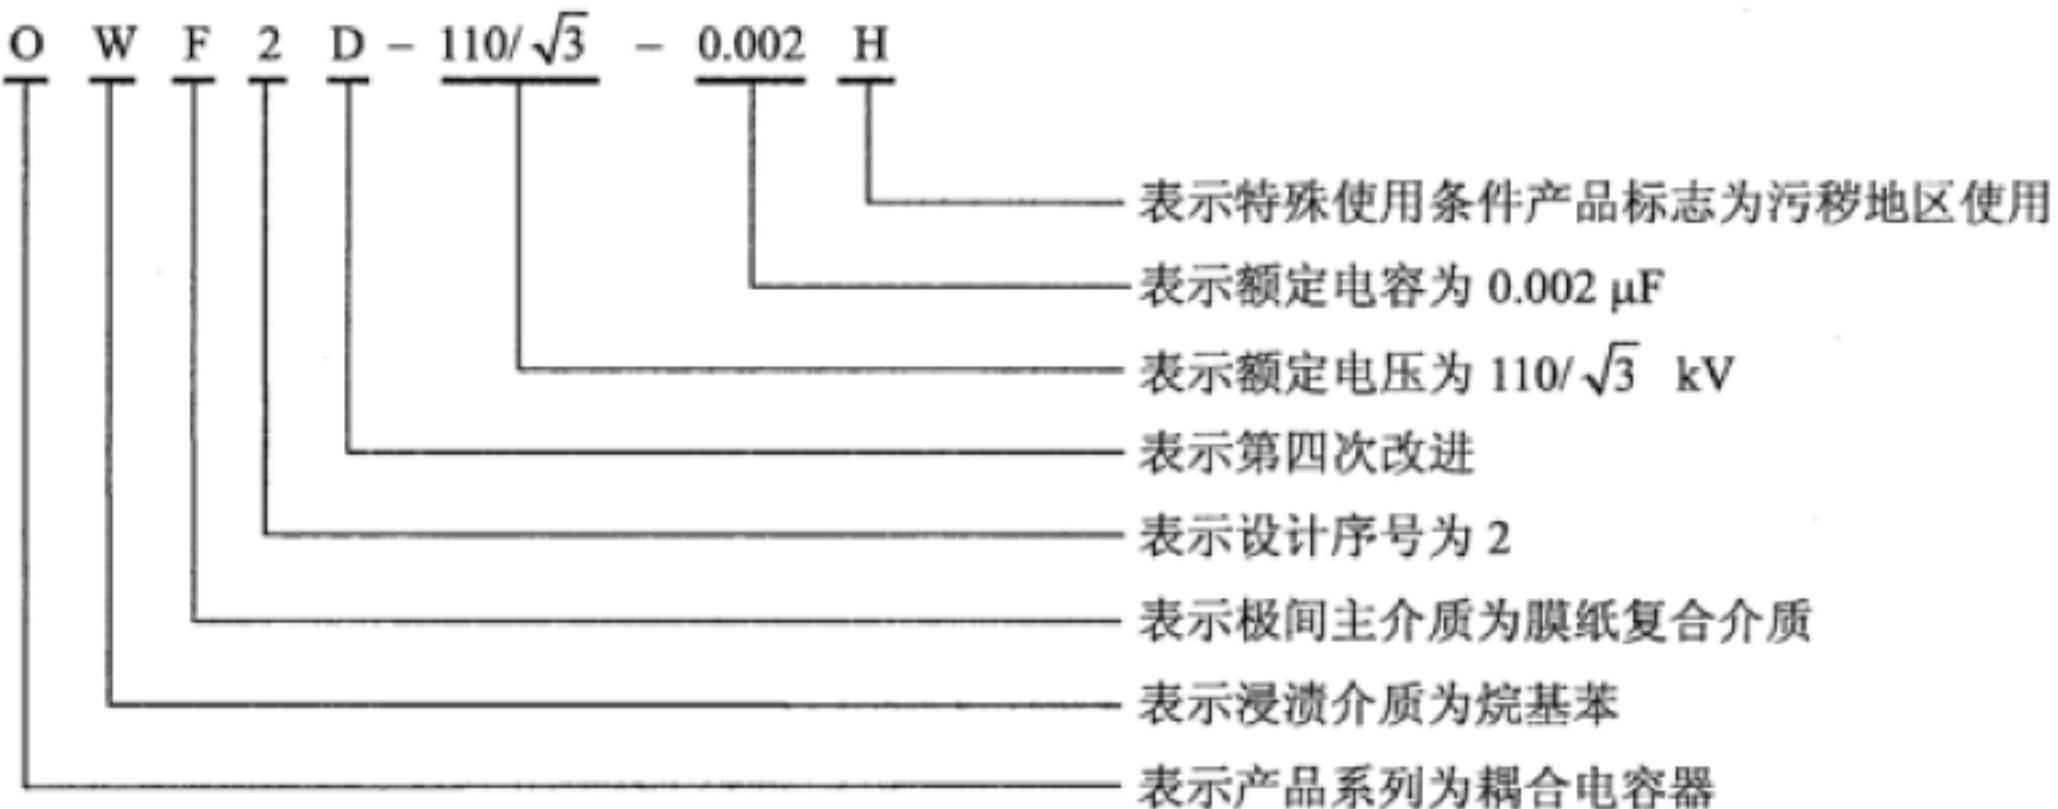 O W F 2 D - 110/√3 - 0.002 H
表示特殊使用条件产品标志为污秽地区使用
表示额定电容为 0.002 μF
表示额定电压为 110/√3 kV
表示第四次改进
表示设计序号为 2
表示极间主介质为膜纸复合介质
表示浸渍介质为烷基苯
表示产品系列为耦合电容器